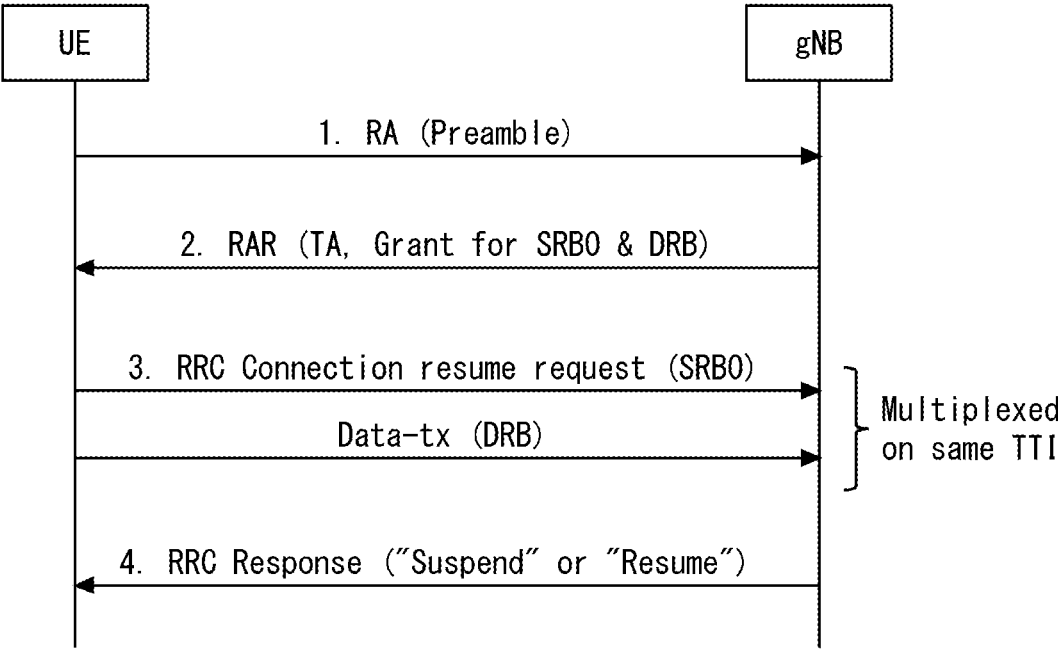 UE
gNB
1. RA (Preamble)
2. RAR (TA, Grant for SRB0 & DRB)
3. RRC Connection resume request (SRB0)
Data-tx (DRB)
Multiplexed
on same TTI
4. RRC Response ("Suspend" or "Resume")